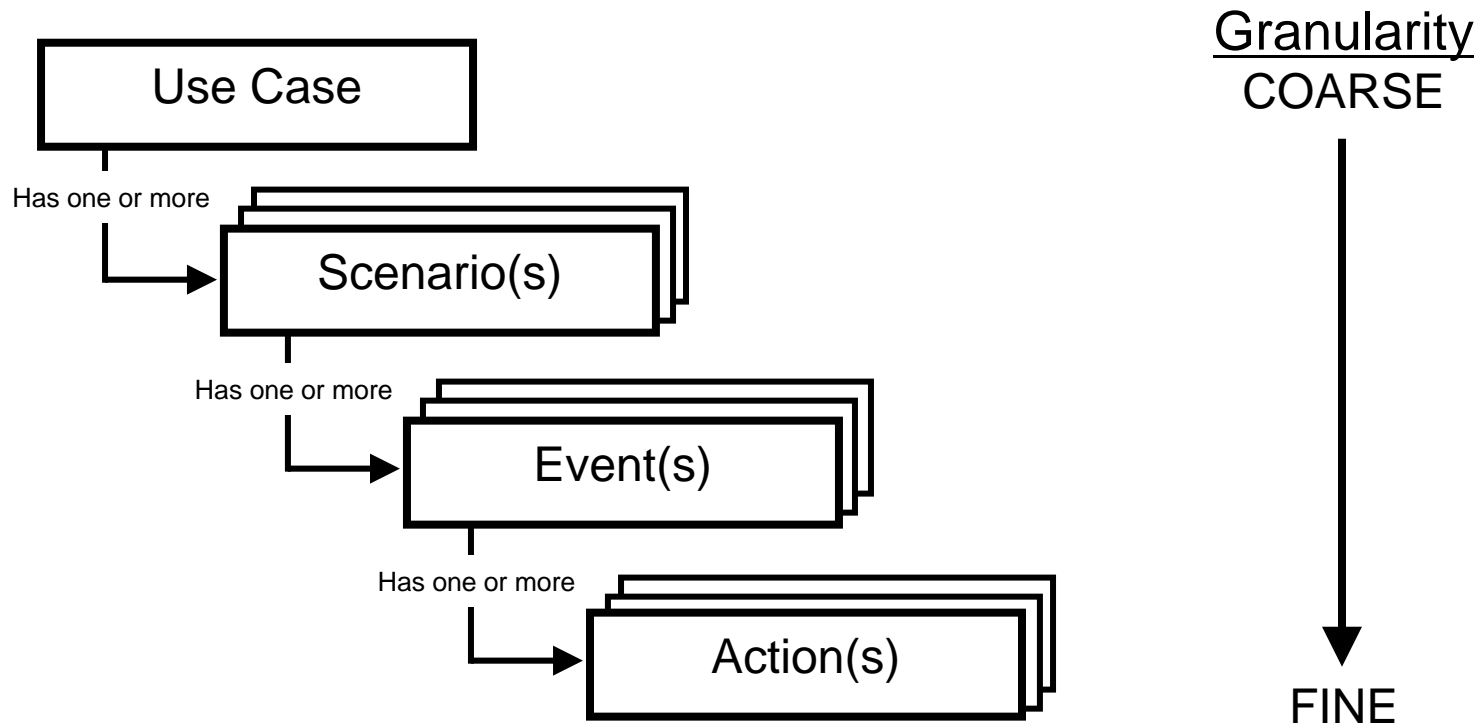 Granularity
COARSE
Use Case
Has one or more
Scenario(s)
Has one or more
Event(s)
Has one or more
Action(s)
FINE